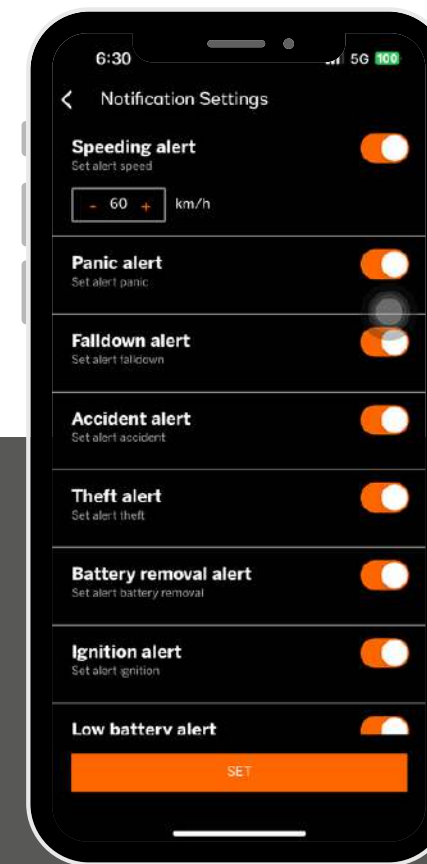 6:30
5G 100
Notification Settings
Speeding alert
Set alert speed
- 60 + km/h
Panic alert
Set alert panic
Falldown alert
Set alert falldown
Accident alert
Set alert accident
Theft alert
Set alert theft
Battery removal alert
Set alert battery removal
Ignition alert
Set alert ignition
Low battery alert
SET